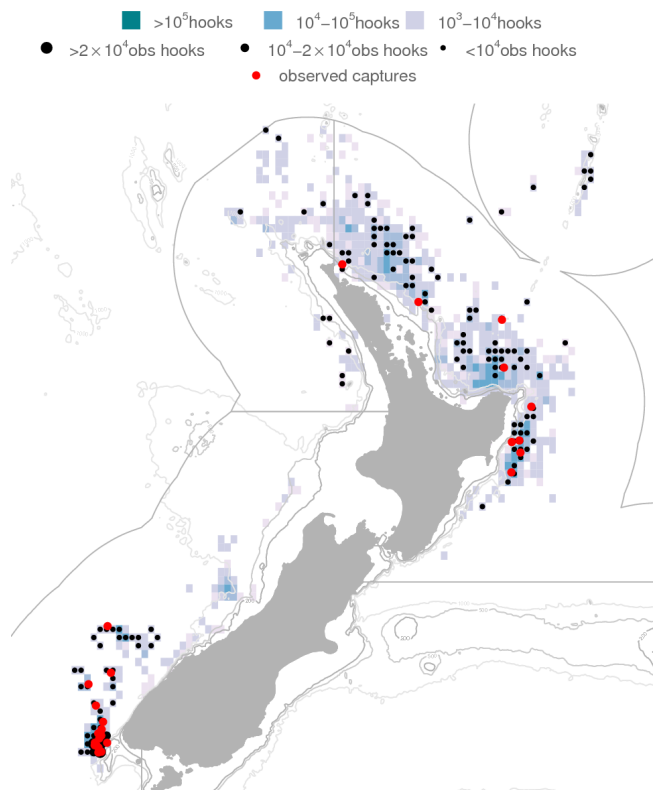 >10⁵hooks 10⁴−10⁵hooks 10³−10⁴hooks
>2×10⁴obs hooks 10⁴−2×10⁴obs hooks <10⁴obs hooks
observed captures